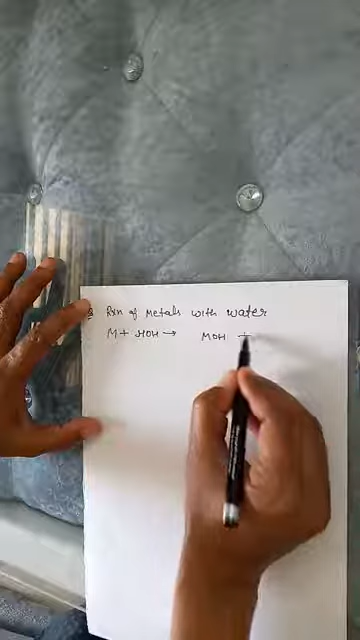 Rxn of Metals with water
M + HOH → MOH +